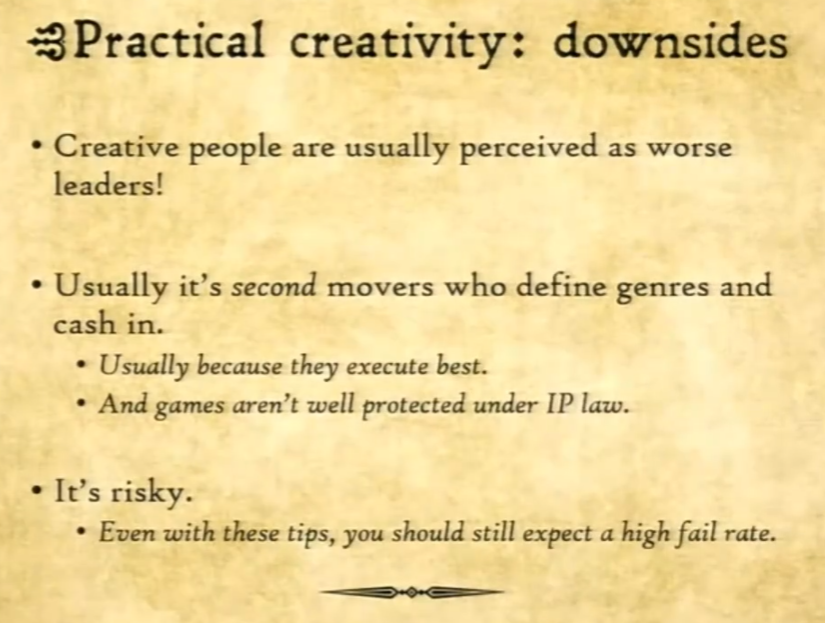 Practical creativity: downsides
• Creative people are usually perceived as worse
leaders!
• Usually it's second movers who define genres and
cash in.
• Usually because they execute best.
• And games aren't well protected under IP law.
• It's risky.
• Even with these tips, you should still expect a high fail rate.